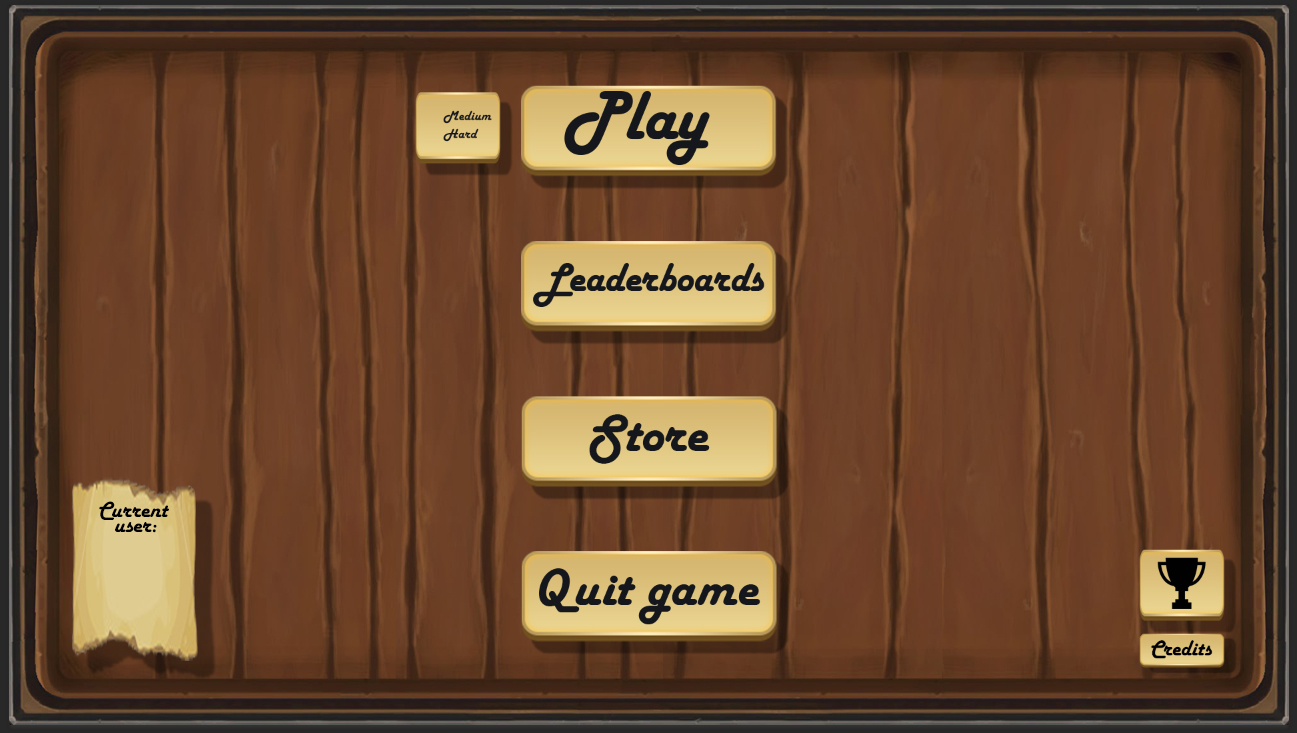 Medium
Hard
Play
Leaderboards
Store
Current
user:
Quit game
Credits